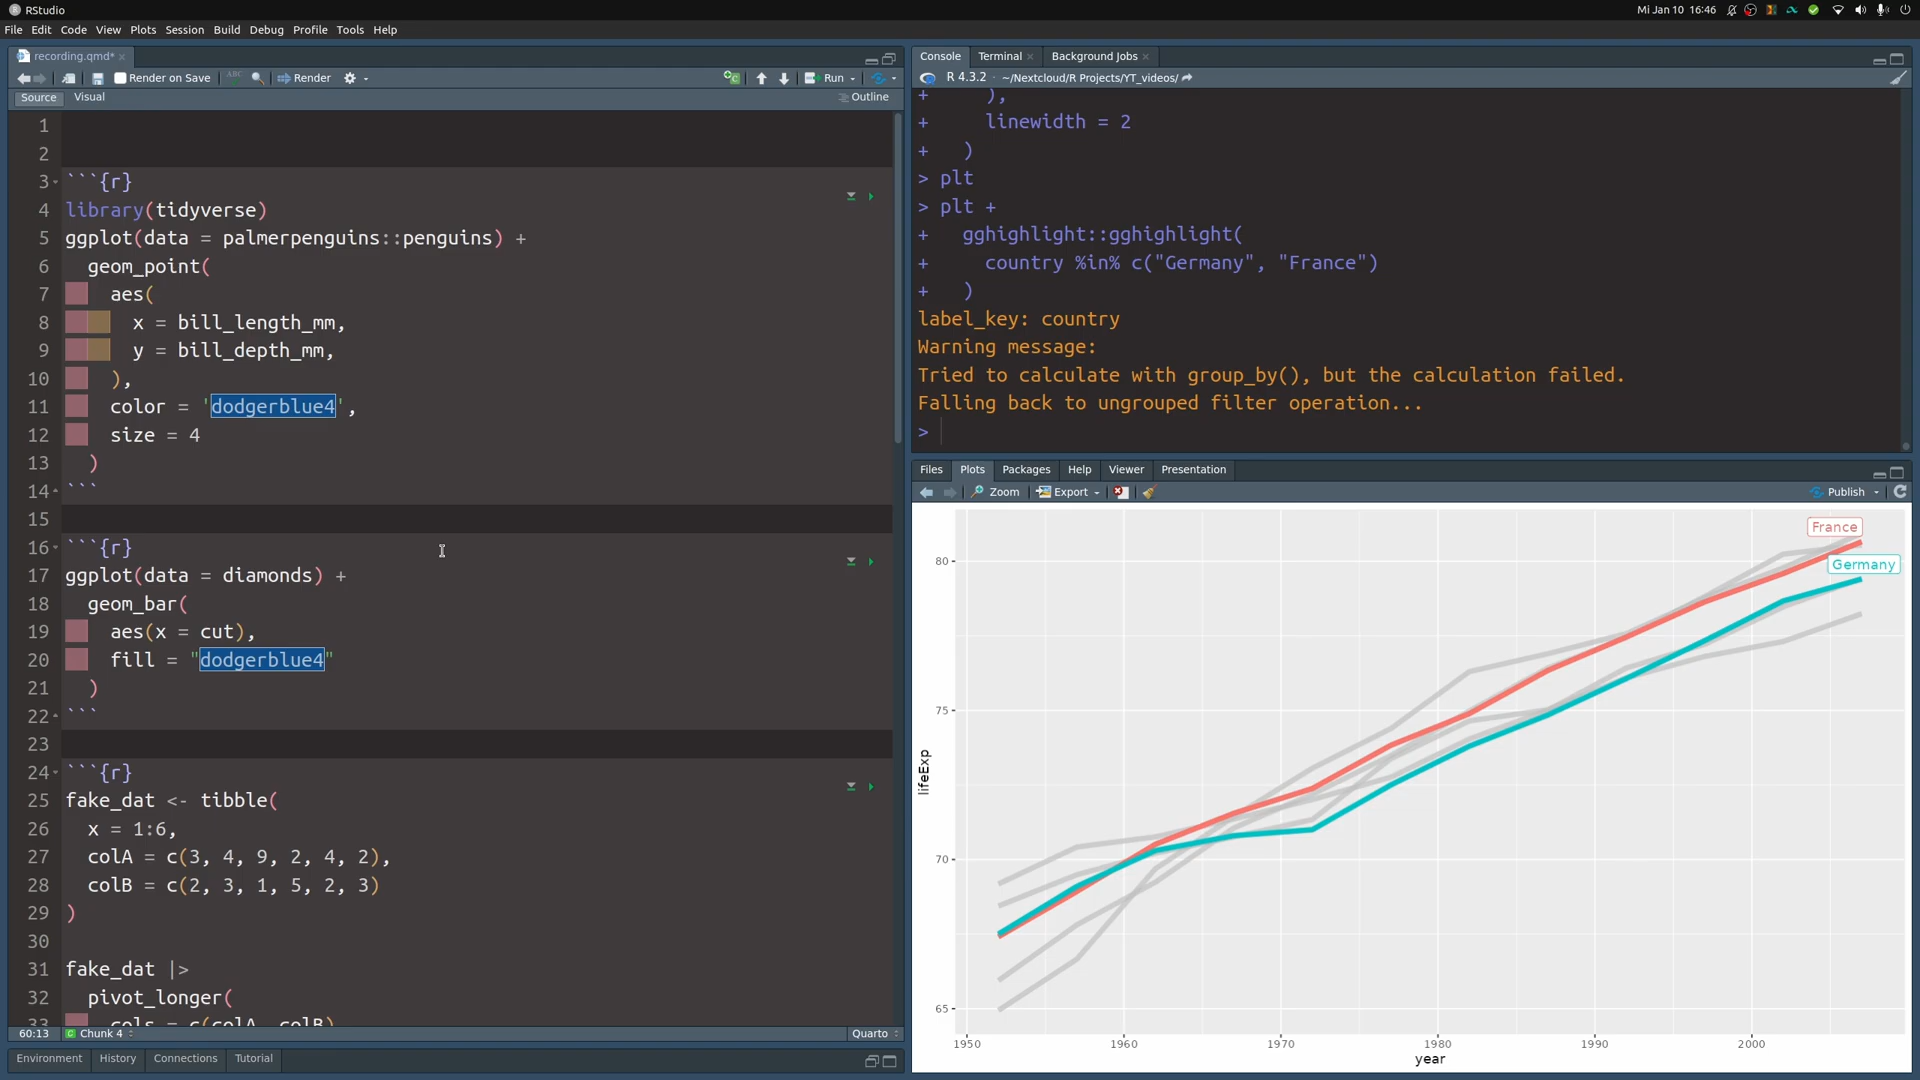 RStudio
Mi Jan 10 16:46
File Edit Code View Plots Session Build Debug Profile Tools Help
recording.qmd*
Render on Save
ABC
Render
Run
Source Visual
Outline
1
2
3 ```{r}
4 library(tidyverse)
5 ggplot(data = palmerpenguins::penguins) +
6 geom_point(
7 aes(
8 x = bill_length_mm,
9 y = bill_depth_mm,
10 ),
11 color = 'dodgerblue4',
12 size = 4
13 )
14 ```
15
16 ```{r}
17 ggplot(data = diamonds) +
18 geom_bar(
19 aes(x = cut),
20 fill = "dodgerblue4"
21 )
22 ```
23
24 ```{r}
25 fake_dat <- tibble(
26 x = 1:6,
27 colA = c(3, 4, 9, 2, 4, 2),
28 colB = c(2, 3, 1, 5, 2, 3)
29 )
30
31 fake_dat |>
32 pivot_longer(
33 cols = c(colA, colB)
60:13 C Chunk 4
Quarto
Environment History Connections Tutorial
Console Terminal Background Jobs
R 4.3.2 · ~/Nextcloud/R Projects/YT_videos/
+ ),
+ linewidth = 2
+ )
> plt
> plt +
+ gghighlight::gghighlight(
+ country %in% c("Germany", "France")
+ )
label_key: country
Warning message:
Tried to calculate with group_by(), but the calculation failed.
Falling back to ungrouped filter operation...
>
Files Plots Packages Help Viewer Presentation
Zoom Export
Publish
France
Germany
80
75
70
65
lifeExp
1950 1960 1970 1980 1990 2000
year